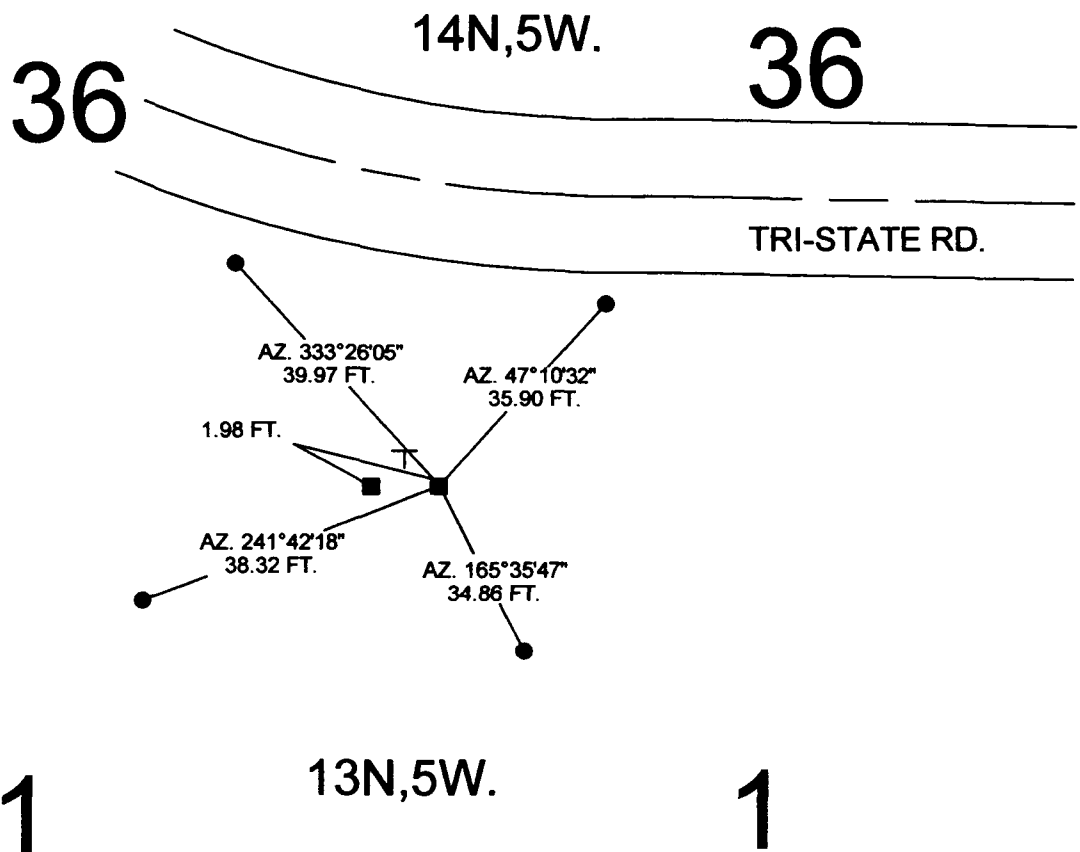 14N,5W.
36
36
TRI-STATE RD.
AZ. 333°26'05"
39.97 FT.
AZ. 47°10'32"
35.90 FT.
1.98 FT.
AZ. 241°42'18"
38.32 FT.
AZ. 165°35'47"
34.86 FT.
13N,5W.
1
1